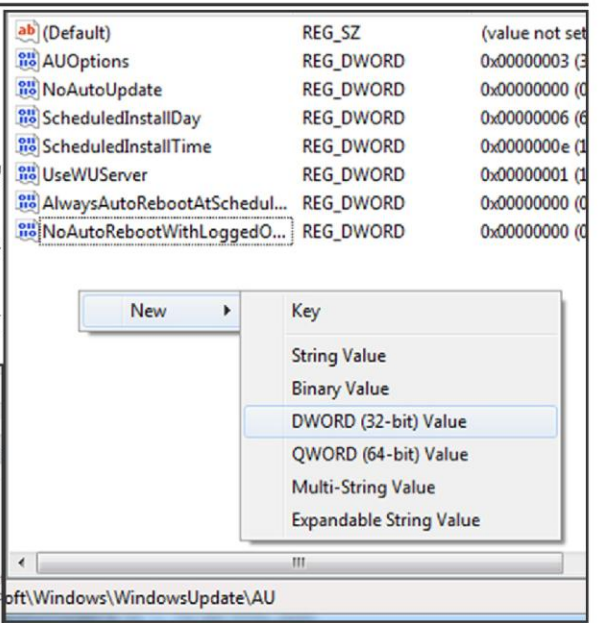 (Default) REG_SZ (value not set
AUOptions REG_DWORD 0x00000003 (3
NoAutoUpdate REG_DWORD 0x00000000 (0
ScheduledInstallDay REG_DWORD 0x00000006 (6
ScheduledInstallTime REG_DWORD 0x0000000e (1
UseWUServer REG_DWORD 0x00000001 (1
AlwaysAutoRebootAtSchedul... REG_DWORD 0x00000000 (0
NoAutoRebootWithLoggedO... REG_DWORD 0x00000000 (0
New
Key
String Value
Binary Value
DWORD (32-bit) Value
QWORD (64-bit) Value
Multi-String Value
Expandable String Value
oft\Windows\WindowsUpdate\AU